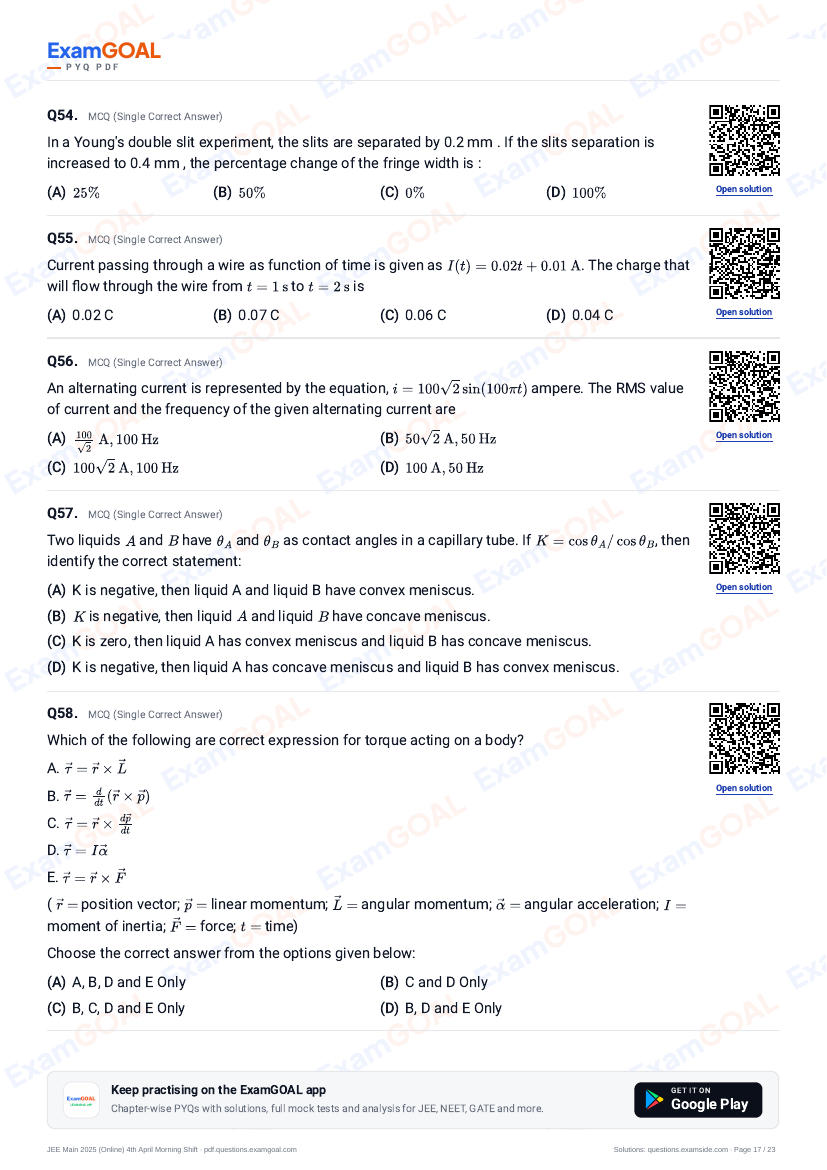 ExamGOAL
PYQ PDF
Q54. MCQ (Single Correct Answer)
In a Young's double slit experiment, the slits are separated by 0.2 mm . If the slits separation is
increased to 0.4 mm , the percentage change of the fringe width is :
(A) 25% (B) 50% (C) 0% (D) 100%
Open solution
Q55. MCQ (Single Correct Answer)
Current passing through a wire as function of time is given as I(t) = 0.02t + 0.01 A. The charge that
will flow through the wire from t = 1 s to t = 2 s is
(A) 0.02 C (B) 0.07 C (C) 0.06 C (D) 0.04 C
Open solution
Q56. MCQ (Single Correct Answer)
An alternating current is represented by the equation, i = 100√2 sin(100πt) ampere. The RMS value
of current and the frequency of the given alternating current are
(A) 100/√2 A, 100 Hz (B) 50√2 A, 50 Hz
(C) 100√2 A, 100 Hz (D) 100 A, 50 Hz
Open solution
Q57. MCQ (Single Correct Answer)
Two liquids A and B have θ_A and θ_B as contact angles in a capillary tube. If K = cos θ_A / cos θ_B, then
identify the correct statement:
(A) K is negative, then liquid A and liquid B have convex meniscus.
(B) K is negative, then liquid A and liquid B have concave meniscus.
(C) K is zero, then liquid A has convex meniscus and liquid B has concave meniscus.
(D) K is negative, then liquid A has concave meniscus and liquid B has convex meniscus.
Open solution
Q58. MCQ (Single Correct Answer)
Which of the following are correct expression for torque acting on a body?
A. τ⃗ = r⃗ × L⃗
B. τ⃗ = d/dt (r⃗ × p⃗)
C. τ⃗ = r⃗ × dp⃗/dt
D. τ⃗ = Iα⃗
E. τ⃗ = r⃗ × F⃗
( r⃗ = position vector; p⃗ = linear momentum; L⃗ = angular momentum; α⃗ = angular acceleration; I =
moment of inertia; F⃗ = force; t = time)
Choose the correct answer from the options given below:
(A) A, B, D and E Only (B) C and D Only
(C) B, C, D and E Only (D) B, D and E Only
Open solution
Keep practising on the ExamGOAL app
Chapter-wise PYQs with solutions, full mock tests and analysis for JEE, NEET, GATE and more.
GET IT ON
Google Play
JEE Main 2025 (Online) 4th April Morning Shift · pdf.questions.examgoal.com Solutions: questions.examside.com · Page 17 / 23